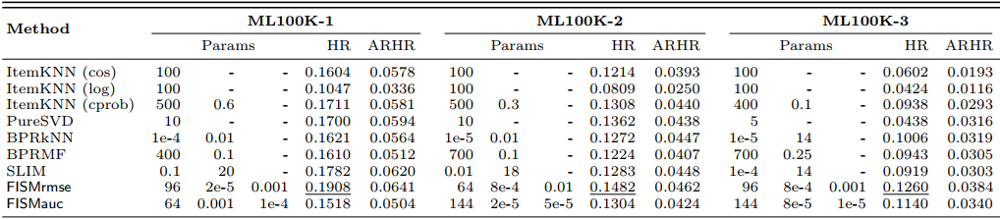 Method ML100K-1 ML100K-2 ML100K-3
Params HR ARHR Params HR ARHR Params HR ARHR
ItemKNN (cos) 100 - - 0.1604 0.0578 100 - - 0.1214 0.0393 100 - - 0.0602 0.0193
ItemKNN (log) 100 - - 0.1047 0.0336 100 - - 0.0809 0.0250 100 - - 0.0424 0.0116
ItemKNN (cprob) 500 0.6 - 0.1711 0.0581 500 0.3 - 0.1308 0.0440 400 0.1 - 0.0938 0.0293
PureSVD 10 - - 0.1700 0.0594 10 - - 0.1362 0.0438 5 - - 0.0438 0.0316
BPRkNN 1e-4 0.01 - 0.1621 0.0564 1e-5 0.01 - 0.1272 0.0447 1e-5 14 - 0.1006 0.0319
BPRMF 400 0.1 - 0.1610 0.0512 700 0.1 - 0.1224 0.0407 700 0.25 - 0.0943 0.0305
SLIM 0.1 20 - 0.1782 0.0620 0.01 18 - 0.1283 0.0448 1e-4 14 - 0.0919 0.0303
FISMrmse 96 2e-5 0.001 0.1908 0.0641 64 8e-4 0.01 0.1482 0.0462 96 8e-4 0.001 0.1260 0.0384
FISMauc 64 0.001 1e-4 0.1518 0.0504 144 2e-5 5e-5 0.1304 0.0424 144 8e-5 1e-5 0.1140 0.0340